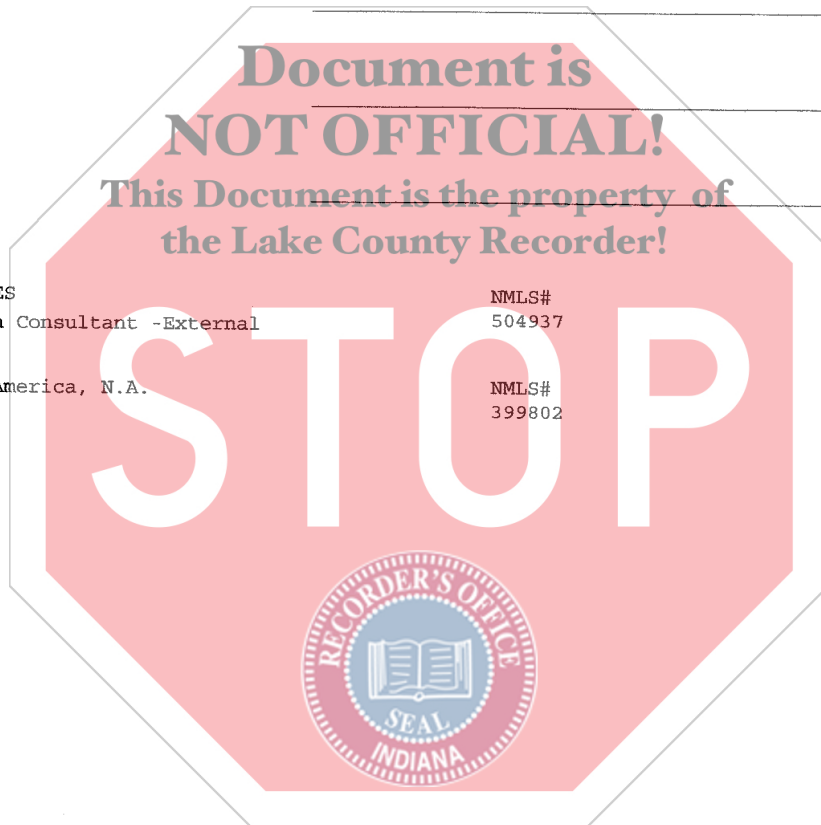 Document is
NOT OFFICIAL!
This Document is the property of
the Lake County Recorder!
ES NMLS#
Consultant -External 504937
America, N.A. NMLS#
399802
STOP
RECORDER'S OFFICE
SEAL
INDIANA